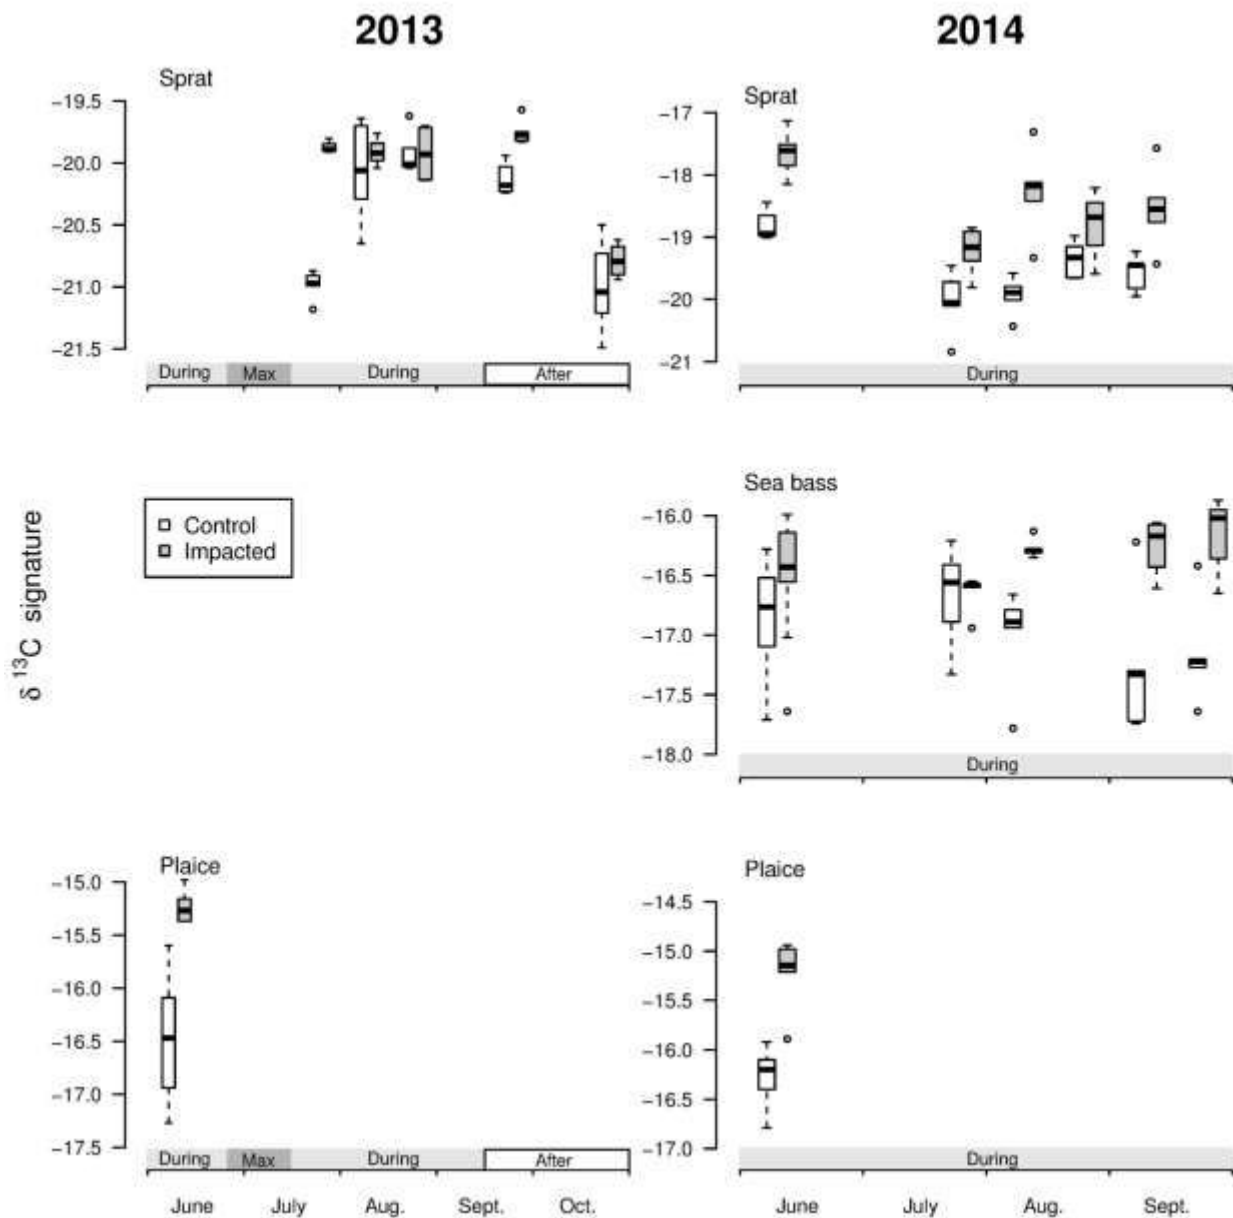 2013 2014
Sprat
−19.5
−20.0
−20.5
−21.0
−21.5
During Max During After
Sprat
−17
−18
−19
−20
−21
During
δ 13C signature
Control
Impacted
Sea bass
−16.0
−16.5
−17.0
−17.5
−18.0
During
Plaice
−15.0
−15.5
−16.0
−16.5
−17.0
−17.5
During Max During After
June July Aug. Sept. Oct.
Plaice
−14.5
−15.0
−15.5
−16.0
−16.5
−17.0
During
June July Aug. Sept.